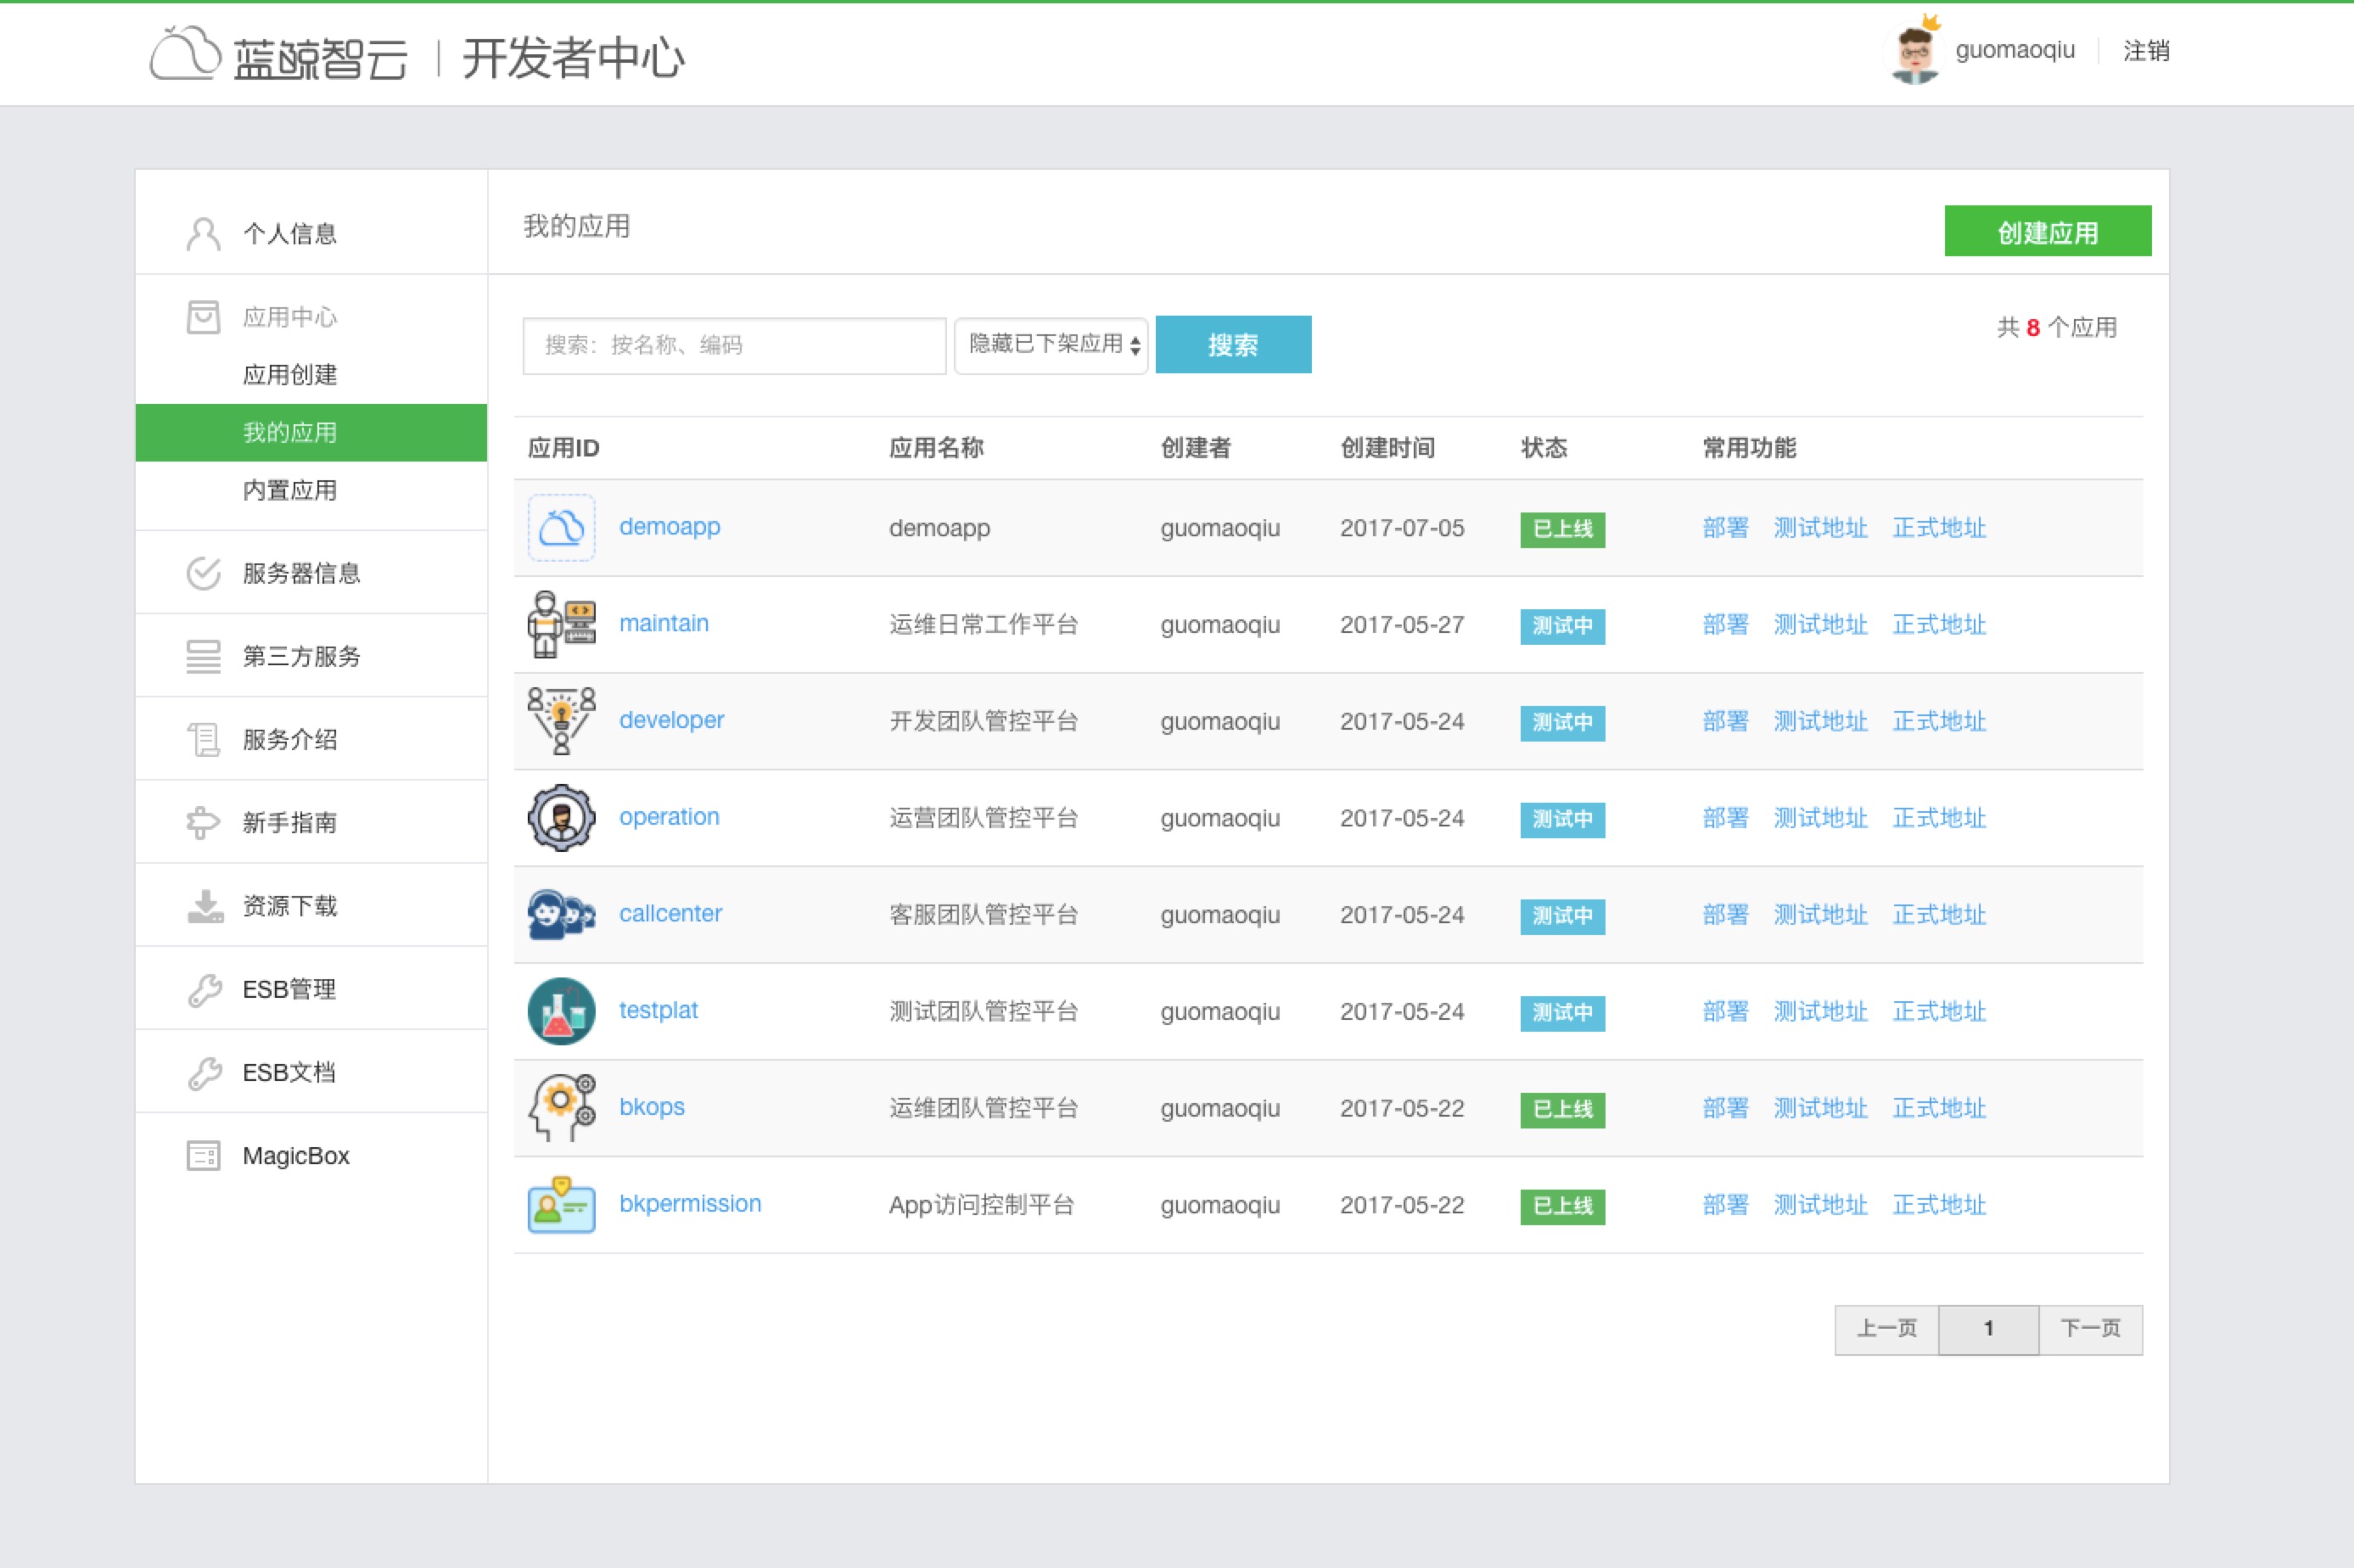 蓝鲸智云 | 开发者中心
guomaoqiu 注销
个人信息
应用中心
应用创建
我的应用
内置应用
服务器信息
第三方服务
服务介绍
新手指南
资源下载
ESB管理
ESB文档
MagicBox
我的应用 创建应用
搜索：按名称、编码 隐藏已下架应用 搜索 共 8 个应用
应用ID 应用名称 创建者 创建时间 状态 常用功能
demoapp demoapp guomaoqiu 2017-07-05 已上线 部署 测试地址 正式地址
maintain 运维日常工作平台 guomaoqiu 2017-05-27 测试中 部署 测试地址 正式地址
developer 开发团队管控平台 guomaoqiu 2017-05-24 测试中 部署 测试地址 正式地址
operation 运营团队管控平台 guomaoqiu 2017-05-24 测试中 部署 测试地址 正式地址
callcenter 客服团队管控平台 guomaoqiu 2017-05-24 测试中 部署 测试地址 正式地址
testplat 测试团队管控平台 guomaoqiu 2017-05-24 测试中 部署 测试地址 正式地址
bkops 运维团队管控平台 guomaoqiu 2017-05-22 已上线 部署 测试地址 正式地址
bkpermission App访问控制平台 guomaoqiu 2017-05-22 已上线 部署 测试地址 正式地址
上一页 1 下一页